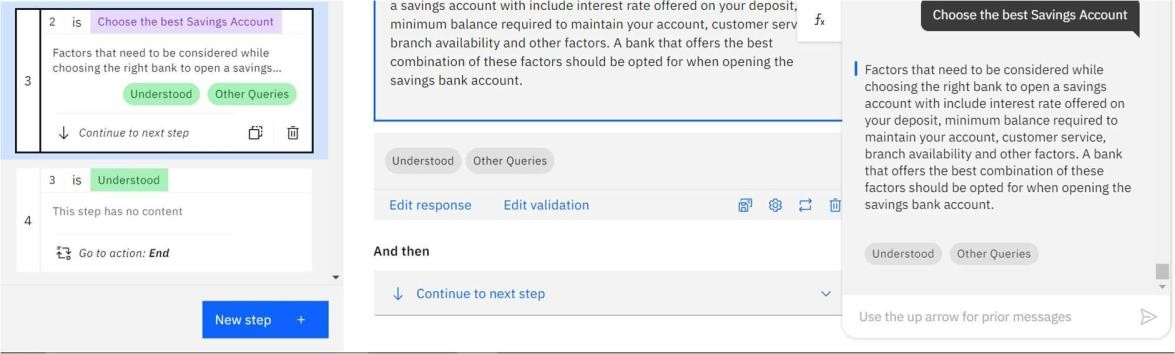 2 is Choose the best Savings Account
Factors that need to be considered while
choosing the right bank to open a savings...
Understood Other Queries
3
Continue to next step
3 is Understood
This step has no content
4
Go to action: End
New step +
a savings account with include interest rate offered on your deposit,
minimum balance required to maintain your account, customer serv
branch availability and other factors. A bank that offers the best
combination of these factors should be opted for when opening the
savings bank account.
fx
Understood Other Queries
Edit response Edit validation
And then
Continue to next step
Choose the best Savings Account
Factors that need to be considered while
choosing the right bank to open a savings
account with include interest rate offered on
your deposit, minimum balance required to
maintain your account, customer service,
branch availability and other factors. A bank
that offers the best combination of these
factors should be opted for when opening the
savings bank account.
Understood Other Queries
Use the up arrow for prior messages